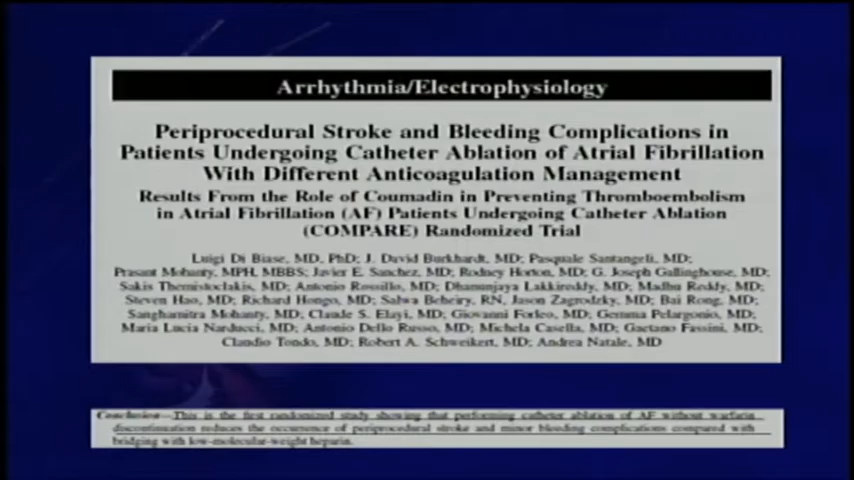 Arrhythmia/Electrophysiology
Periprocedural Stroke and Bleeding Complications in
Patients Undergoing Catheter Ablation of Atrial Fibrillation
With Different Anticoagulation Management
Results From the Role of Coumadin in Preventing Thromboembolism
in Atrial Fibrillation (AF) Patients Undergoing Catheter Ablation
(COMPARE) Randomized Trial
Luigi Di Biase, MD, PhD; J. David Burkhardt, MD; Pasquale Santangeli, MD;
Prasant Mohanty, MPH, MBBS; Javier E. Sanchez, MD; Rodney Horton, MD; G. Joseph Gallinghouse, MD;
Sakis Themistoclakis, MD; Antonio Rossillo, MD; Dhanunjaya Lakkireddy, MD; Madhu Reddy, MD;
Steven Hao, MD; Richard Hongo, MD; Salwa Beheiry, RN, Jason Zagrodzky, MD; Bai Rong, MD;
Sanghamitra Mohanty, MD; Claude S. Elayi, MD; Giovanni Forleo, MD; Gemma Pelargonio, MD;
Maria Lucia Narducci, MD; Antonio Dello Russo, MD; Michela Casella, MD; Gaetano Fassini, MD;
Claudio Tondo, MD; Robert A. Schweikert, MD; Andrea Natale, MD
Conclusion—This is the first randomized study showing that performing catheter ablation of AF without warfarin
discontinuation reduces the occurrence of periprocedural stroke and minor bleeding complications compared with
bridging with low-molecular-weight heparin.